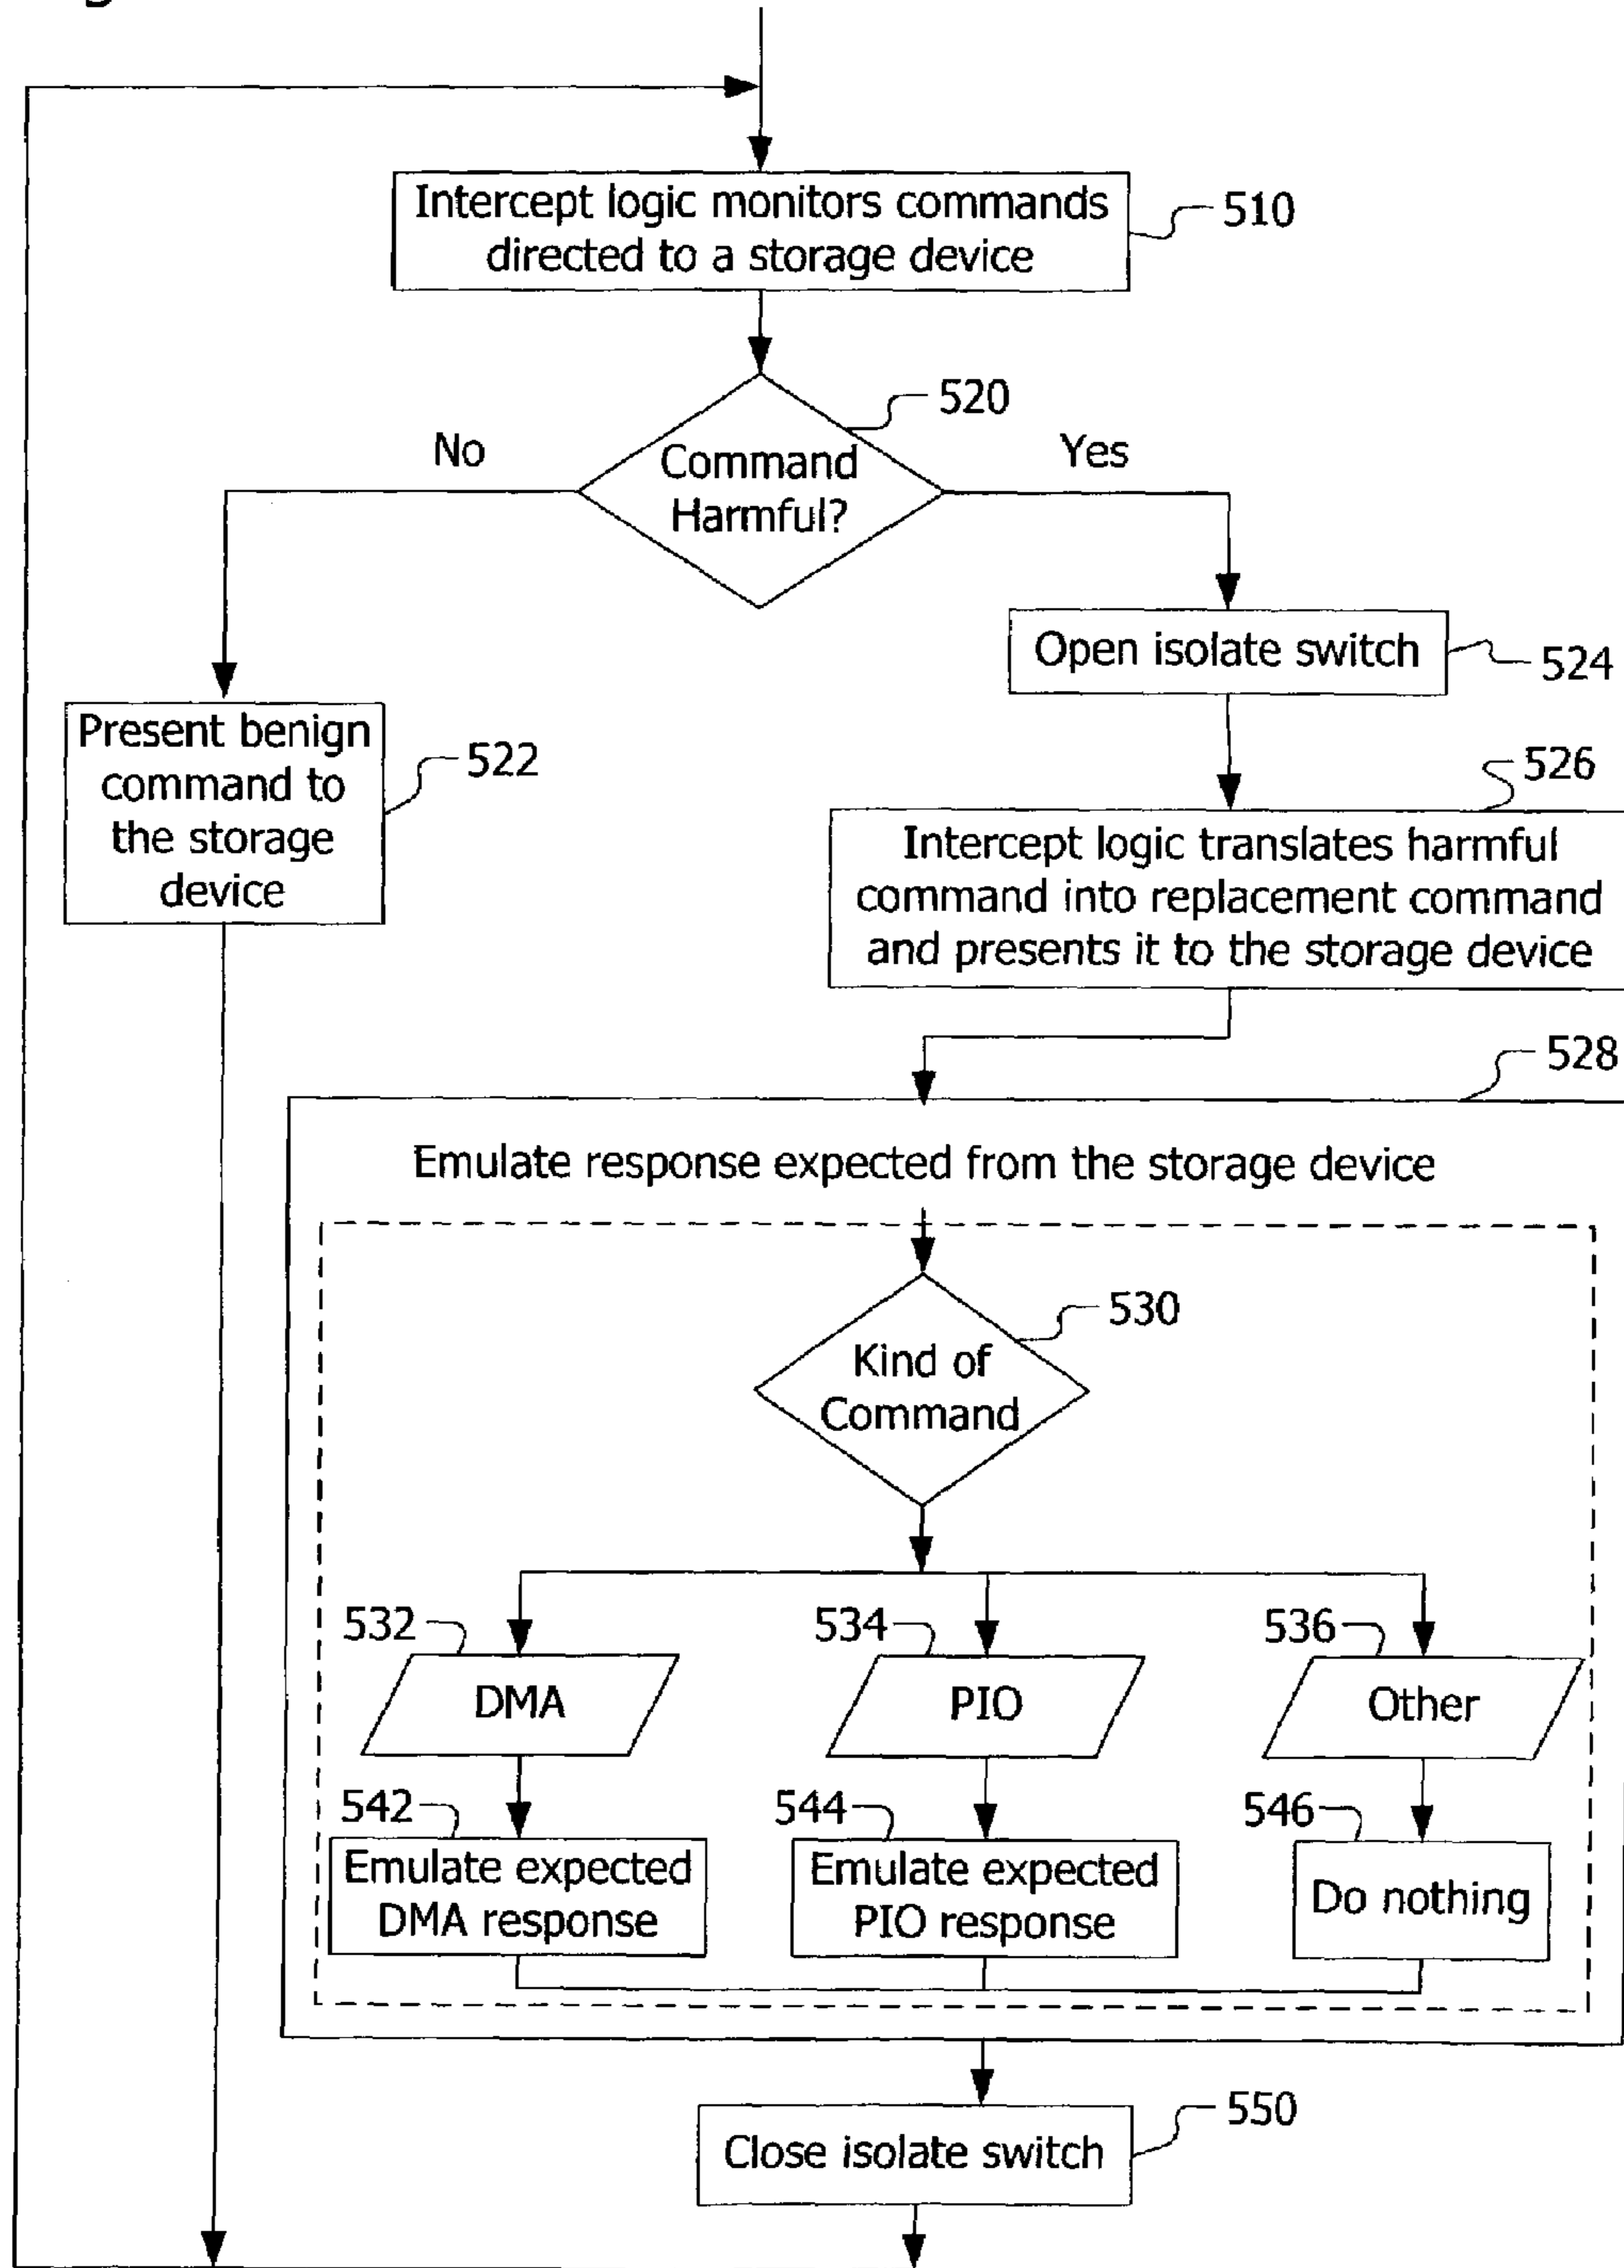 Intercept logic monitors commands
directed to a storage device
510
520
No
Command
Harmful?
Yes
Open isolate switch
524
Present benign
command to
the storage
device
522
526
Intercept logic translates harmful
command into replacement command
and presents it to the storage device
528
Emulate response expected from the storage device
530
Kind of
Command
532
DMA
534
PIO
536
Other
542
Emulate expected
DMA response
544
Emulate expected
PIO response
546
Do nothing
550
Close isolate switch